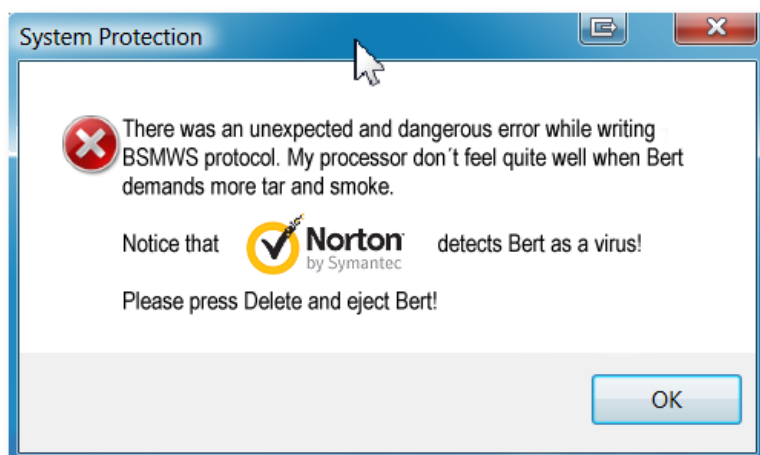 System Protection
There was an unexpected and dangerous error while writing
BSMWS protocol. My processor don´t feel quite well when Bert
demands more tar and smoke.
Notice that Norton detects Bert as a virus!
by Symantec
Please press Delete and eject Bert!
OK